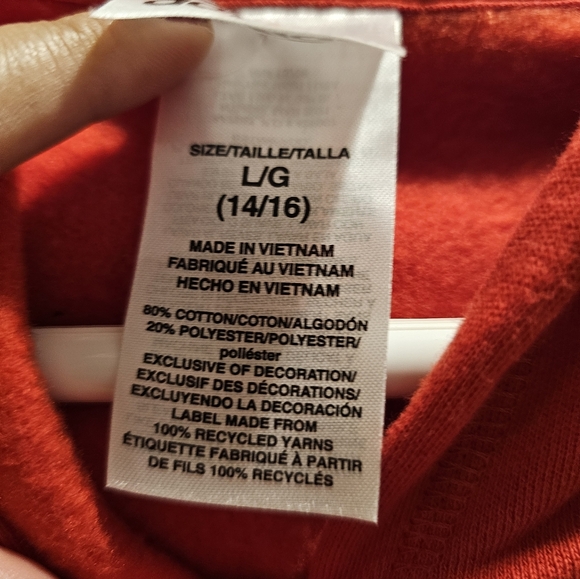 SIZE/TAILLE/TALLA
L/G
(14/16)
MADE IN VIETNAM
FABRIQUÉ AU VIETNAM
HECHO EN VIETNAM
80% COTTON/COTON/ALGODÓN
20% POLYESTER/POLYESTER/
poliéster
EXCLUSIVE OF DECORATION/
EXCLUSIF DES DÉCORATIONS/
EXCLUYENDO LA DECORACIÓN
LABEL MADE FROM
100% RECYCLED YARNS
ÉTIQUETTE FABRIQUÉ À PARTIR
DE FILS 100% RECYCLÉS